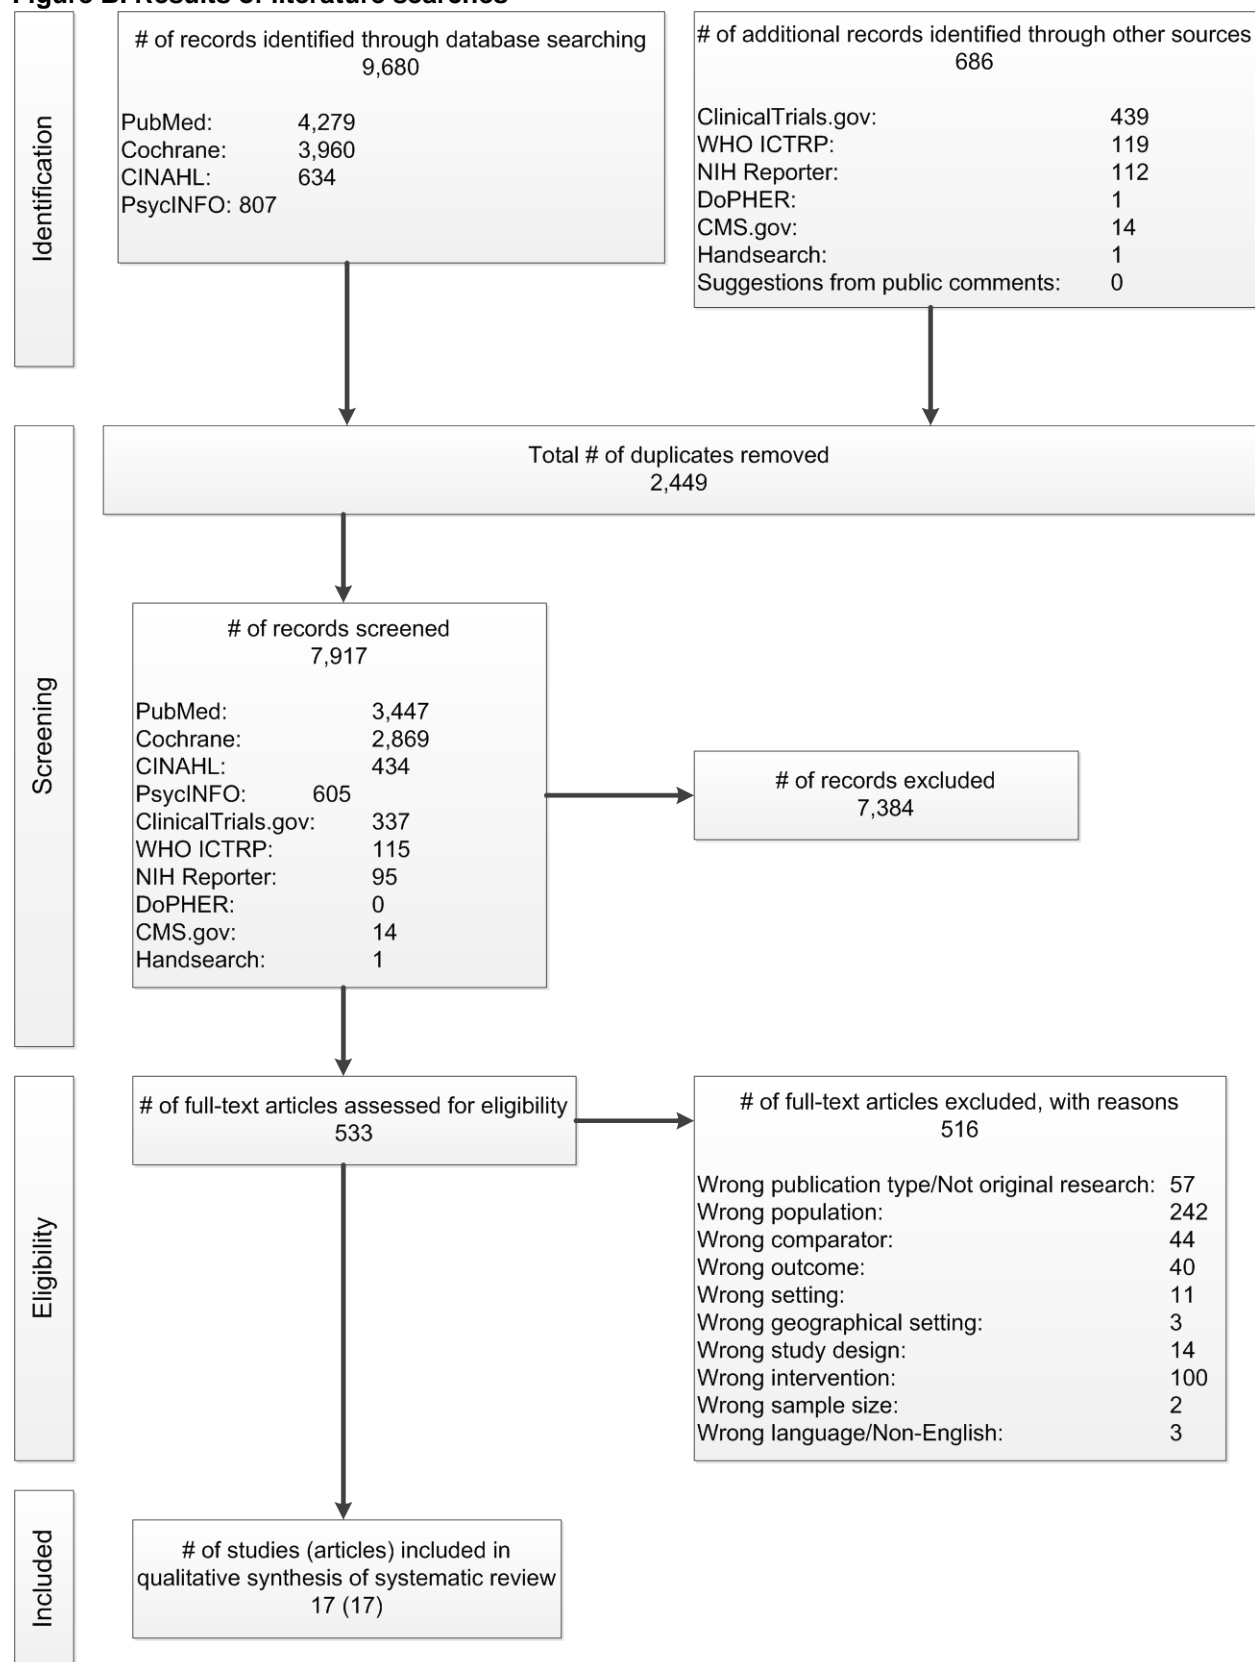 Figure B. Results of literature searches
Identification
# of records identified through database searching
9,680
PubMed: 4,279
Cochrane: 3,960
CINAHL: 634
PsycINFO: 807
# of additional records identified through other sources
686
ClinicalTrials.gov: 439
WHO ICTRP: 119
NIH Reporter: 112
DoPHER: 1
CMS.gov: 14
Handsearch: 1
Suggestions from public comments: 0
Screening
Total # of duplicates removed
2,449
# of records screened
7,917
PubMed: 3,447
Cochrane: 2,869
CINAHL: 434
PsycINFO: 605
ClinicalTrials.gov: 337
WHO ICTRP: 115
NIH Reporter: 95
DoPHER: 0
CMS.gov: 14
Handsearch: 1
# of records excluded
7,384
Eligibility
# of full-text articles assessed for eligibility
533
# of full-text articles excluded, with reasons
516
Wrong publication type/Not original research: 57
Wrong population: 242
Wrong comparator: 44
Wrong outcome: 40
Wrong setting: 11
Wrong geographical setting: 3
Wrong study design: 14
Wrong intervention: 100
Wrong sample size: 2
Wrong language/Non-English: 3
Included
# of studies (articles) included in
qualitative synthesis of systematic review
17 (17)